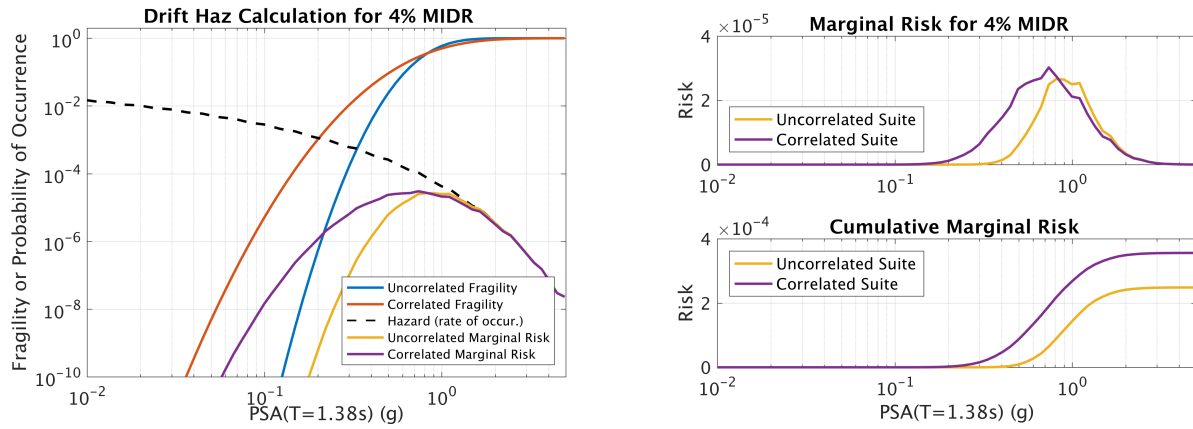 Drift Haz Calculation for 4% MIDR
Fragility or Probability of Occurrence
10^0
10^-2
10^-4
10^-6
10^-8
10^-10
Uncorrelated Fragility
Correlated Fragility
Hazard (rate of occur.)
Uncorrelated Marginal Risk
Correlated Marginal Risk
10^-2
10^-1
10^0
PSA(T=1.38s) (g)
Marginal Risk for 4% MIDR
4 ×10^-5
Risk
2
0
Uncorrelated Suite
Correlated Suite
10^-2
10^-1
10^0
Cumulative Marginal Risk
4 ×10^-4
Risk
2
0
Uncorrelated Suite
Correlated Suite
10^-2
10^-1
10^0
PSA(T=1.38s) (g)